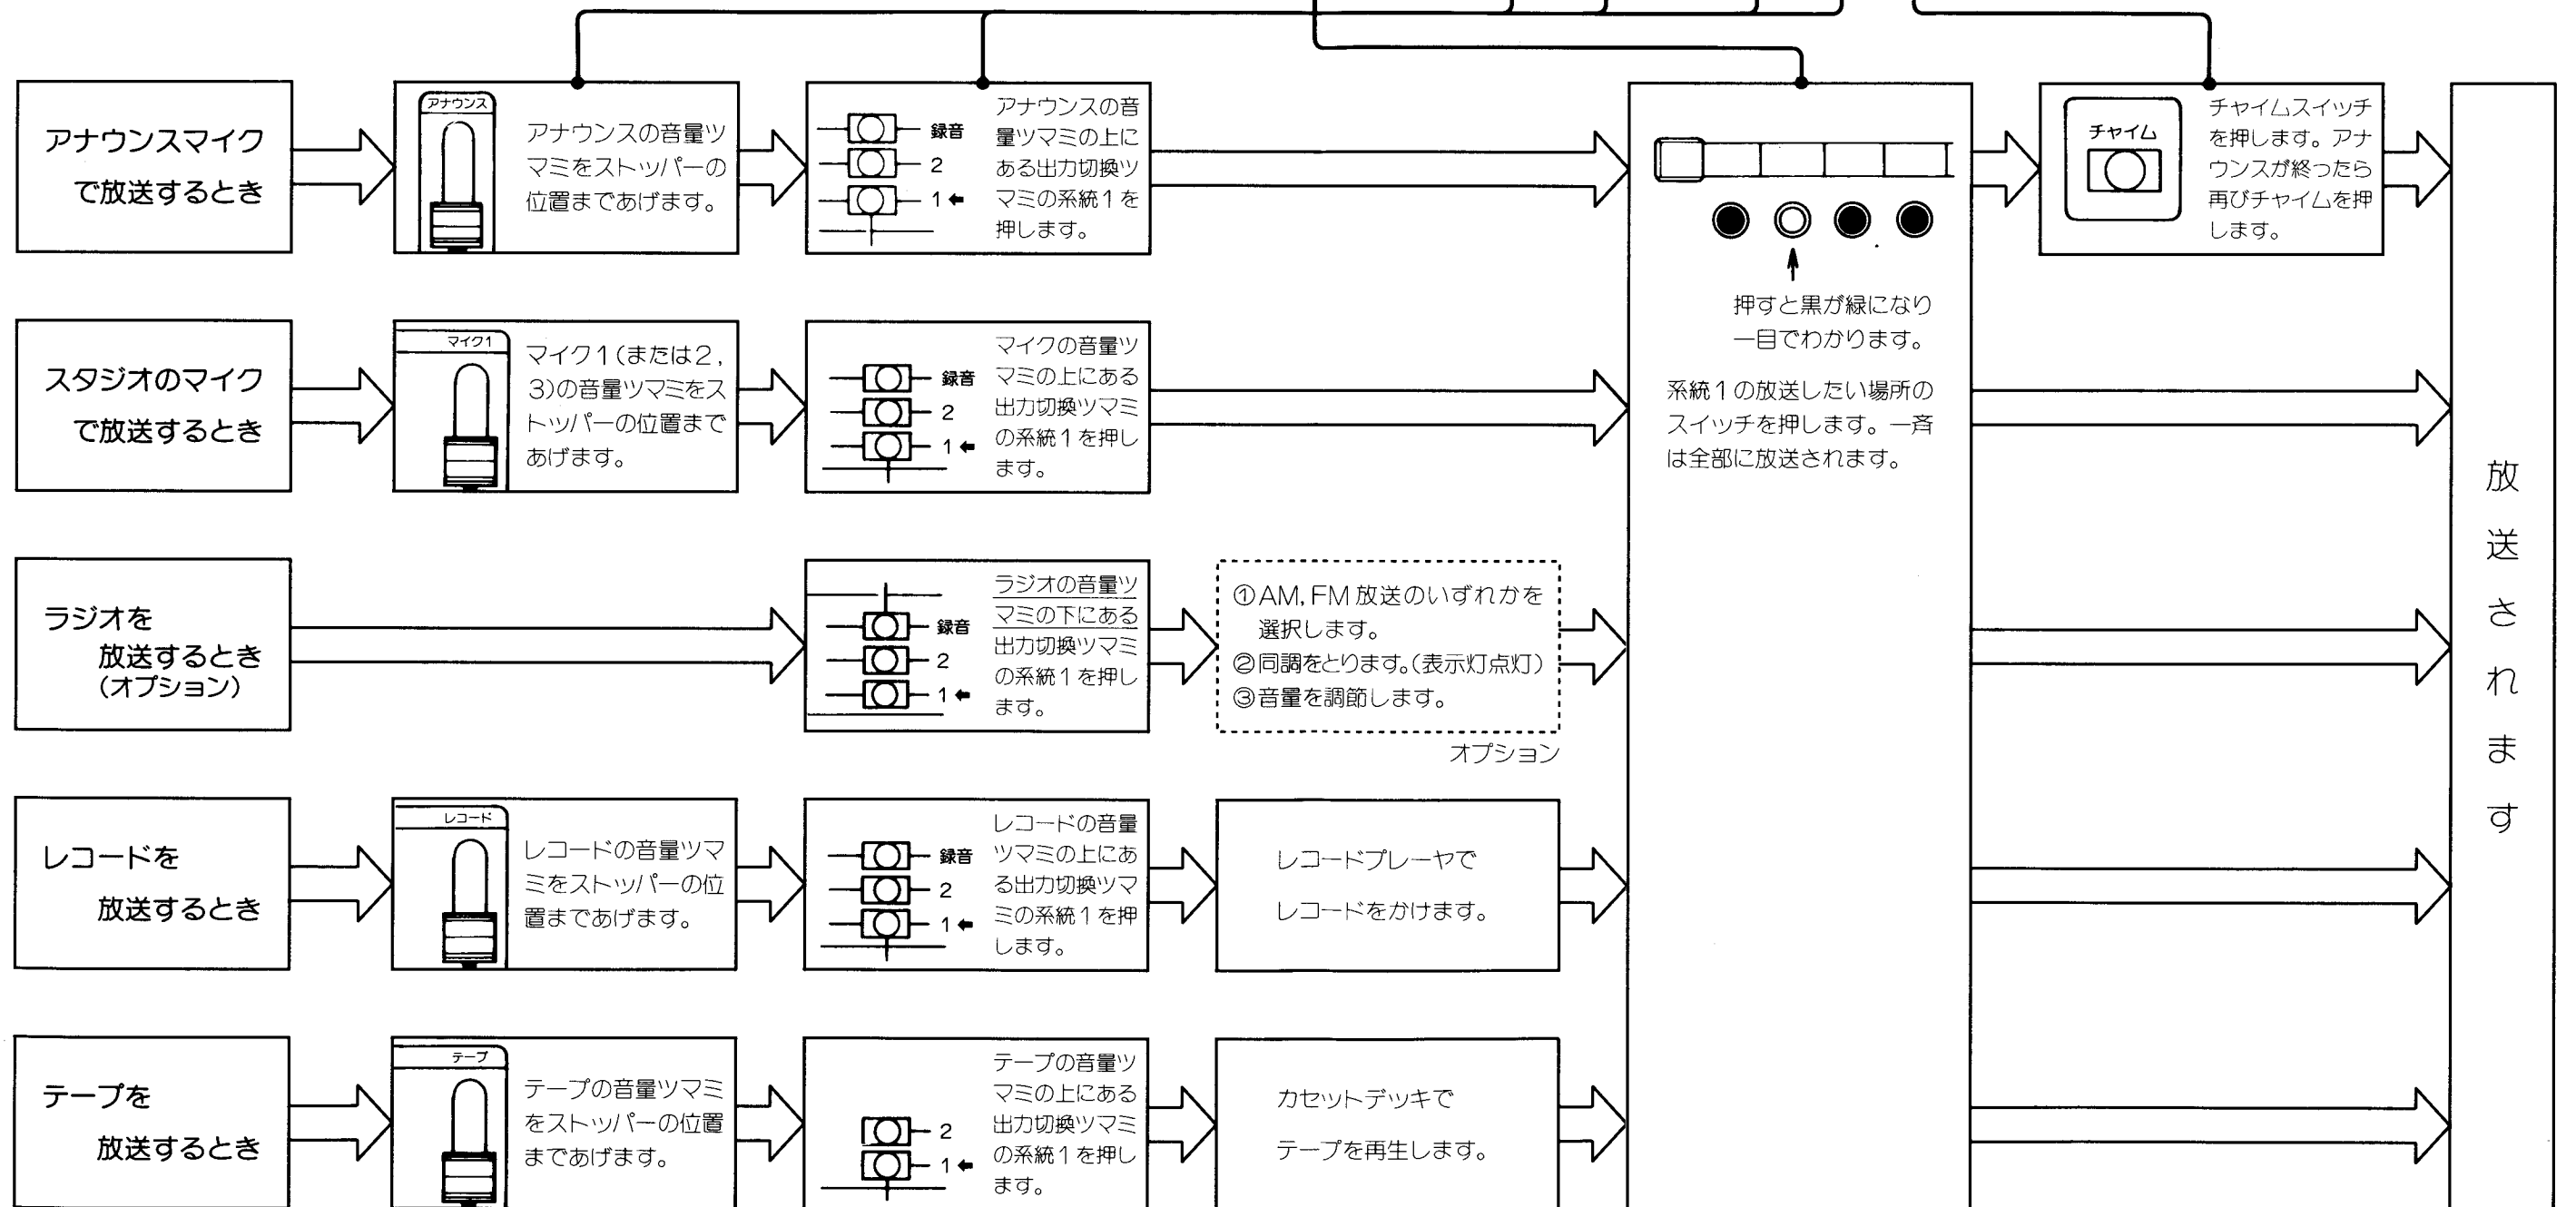 アナウンスマイク
で放送するとき
アナウンス
アナウンスの音量ツ
マミをストッパーの
位置まであげます。
録音
2
1
アナウンスの音
量ツマミの上に
ある出力切換ツ
マミの系統1を
押します。
押すと黒が緑になり
一目でわかります。
系統1の放送したい場所の
スイッチを押します。一斉
は全部に放送されます。
チャイム
チャイムスイッチ
を押します。アナ
ウンスが終ったら
再びチャイムを押
します。
放送されます
スタジオのマイク
で放送するとき
マイク1
マイク1(または2,
3)の音量ツマミをス
トッパーの位置まで
あげます。
録音
2
1
マイクの音量ツ
マミの上にある
出力切換ツマミ
の系統1を押し
ます。
ラジオを
放送するとき
(オプション)
録音
2
1
ラジオの音量ツ
マミの下にある
出力切換ツマミ
の系統1を押し
ます。
①AM, FM 放送のいずれかを
選択します。
②同調をとります。(表示灯点灯)
③音量を調節します。
オプション
レコードを
放送するとき
レコード
レコードの音量ツマ
ミをストッパーの位
置まであげます。
録音
2
1
レコードの音量
ツマミの上にあ
る出力切換ツマ
ミの系統1を押
します。
レコードプレーヤで
レコードをかけます。
テープを
放送するとき
テープ
テープの音量ツマミ
をストッパーの位置
まであげます。
2
1
テープの音量ツ
マミの上にある
出力切換ツマミ
の系統1を押し
ます。
カセットデッキで
テープを再生します。